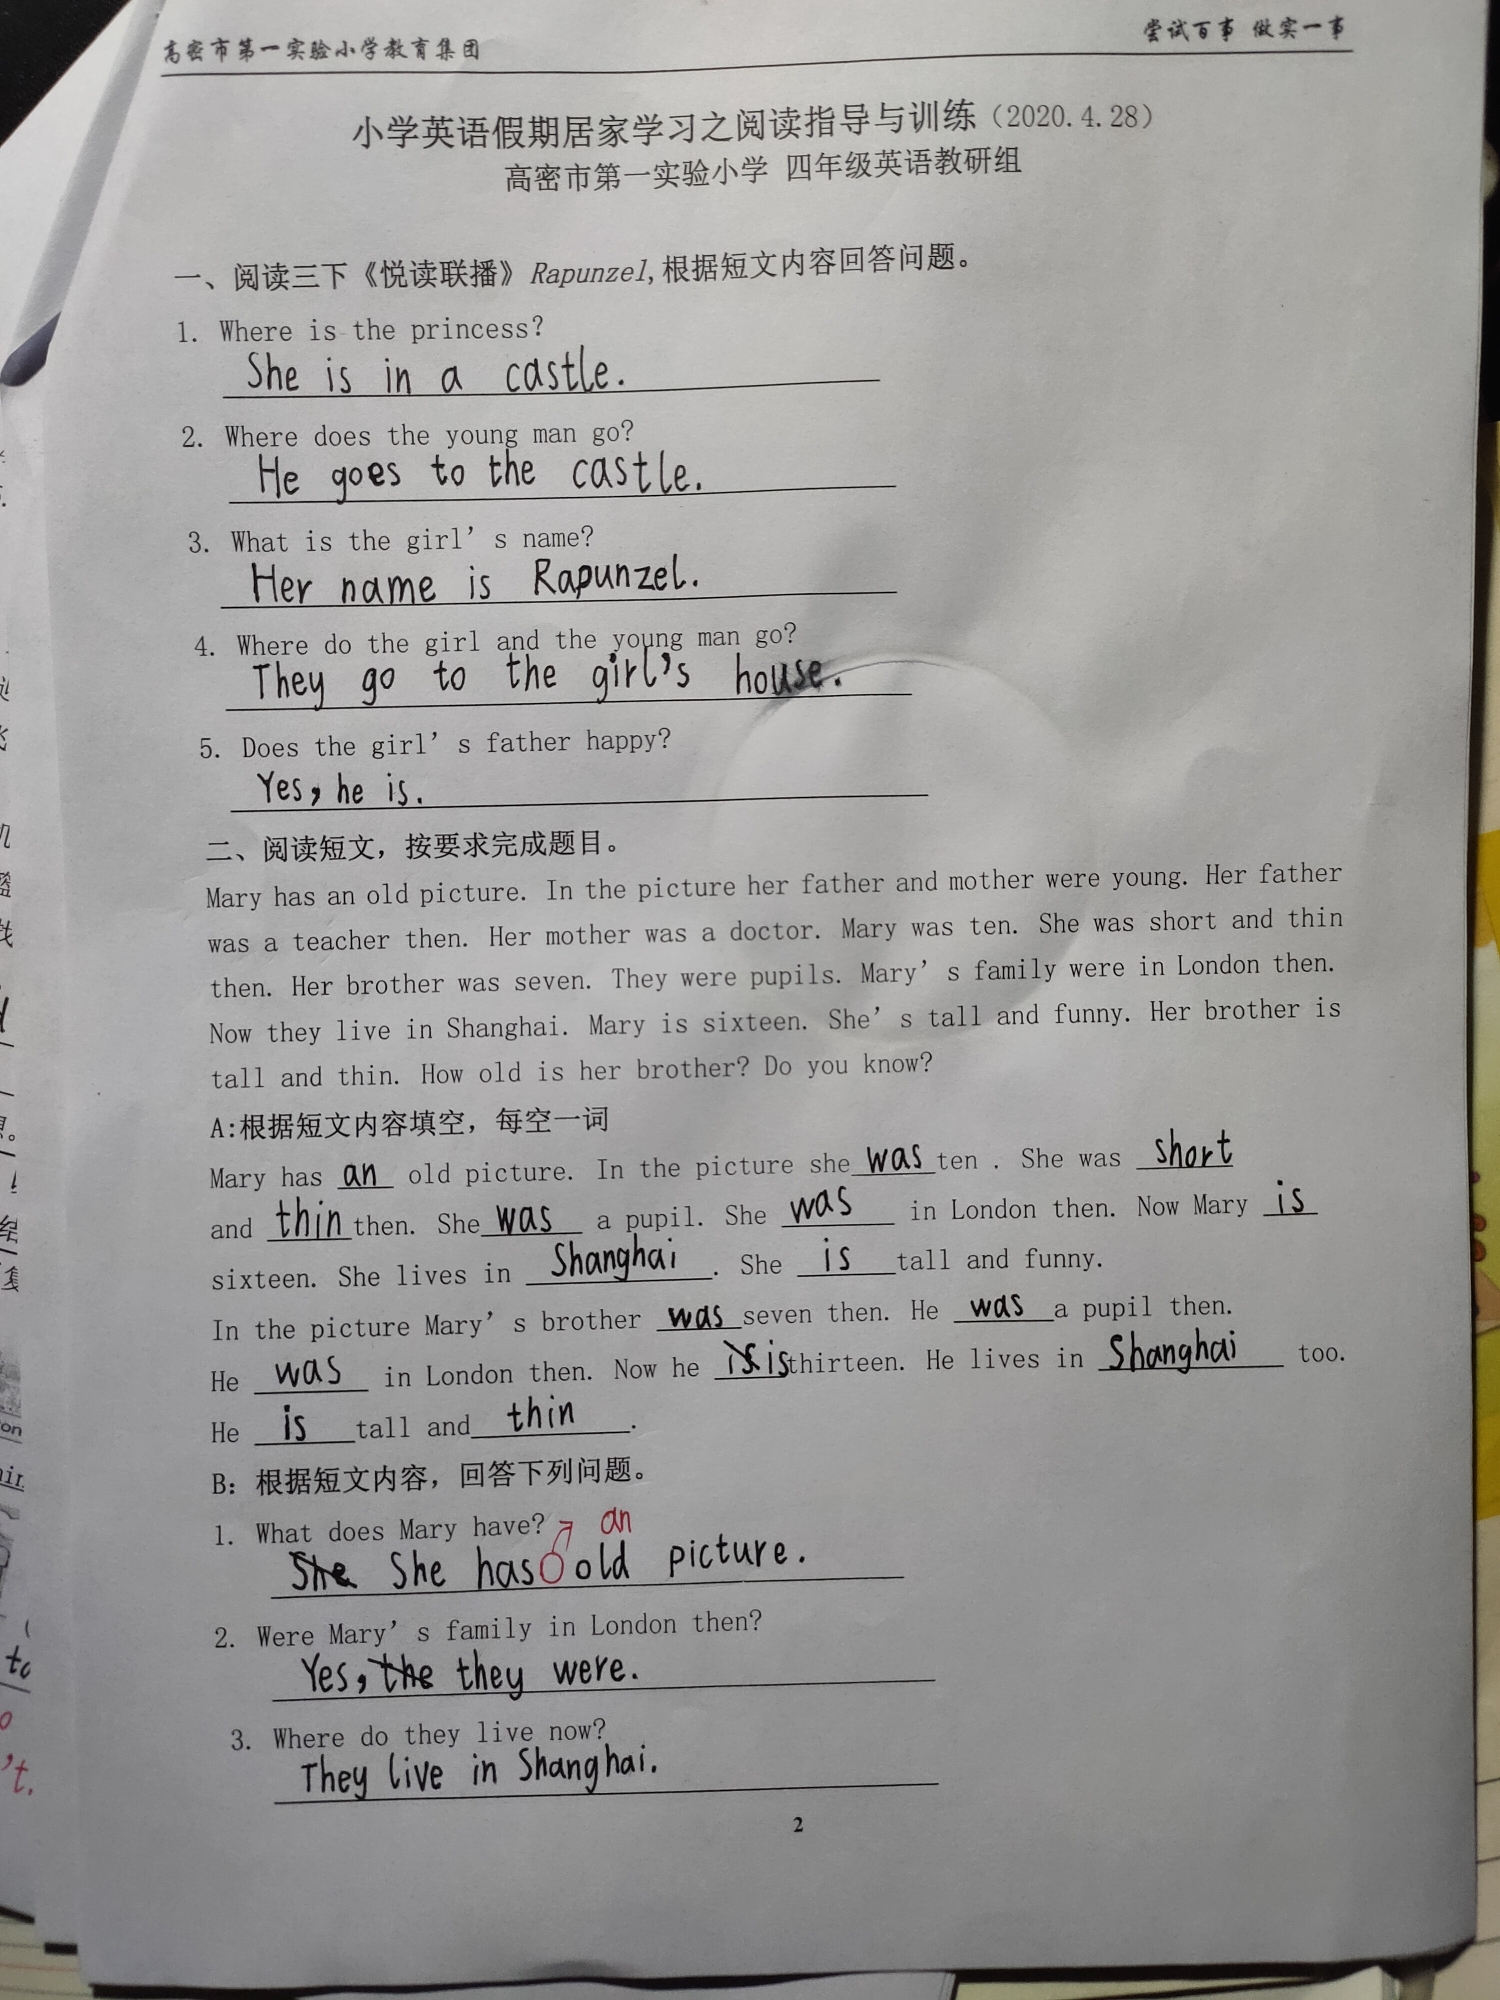 高密市第一实验小学教育集团
尝试百事 做实一事
小学英语假期居家学习之阅读指导与训练（2020.4.28）
高密市第一实验小学 四年级英语教研组
一、阅读三下《悦读联播》Rapunzel,根据短文内容回答问题。
1. Where is the princess?
She is in a castle.
2. Where does the young man go?
He goes to the castle.
3. What is the girl’s name?
Her name is Rapunzel.
4. Where do the girl and the young man go?
They go to the girl's house.
5. Does the girl’s father happy?
Yes, he is.
二、阅读短文，按要求完成题目。
Mary has an old picture. In the picture her father and mother were young. Her father
was a teacher then. Her mother was a doctor. Mary was ten. She was short and thin
then. Her brother was seven. They were pupils. Mary’s family were in London then.
Now they live in Shanghai. Mary is sixteen. She’s tall and funny. Her brother is
tall and thin. How old is her brother? Do you know?
A:根据短文内容填空，每空一词
Mary has an old picture. In the picture she was ten . She was short
and thin then. She was a pupil. She was in London then. Now Mary is
sixteen. She lives in Shanghai. She is tall and funny.
In the picture Mary’s brother was seven then. He was a pupil then.
He was in London then. Now he is is thirteen. He lives in Shanghai too.
He is tall and thin.
B: 根据短文内容，回答下列问题。
1. What does Mary have? an
She She has old picture.
2. Were Mary’s family in London then?
Yes, the they were.
3. Where do they live now?
They live in Shanghai.
2